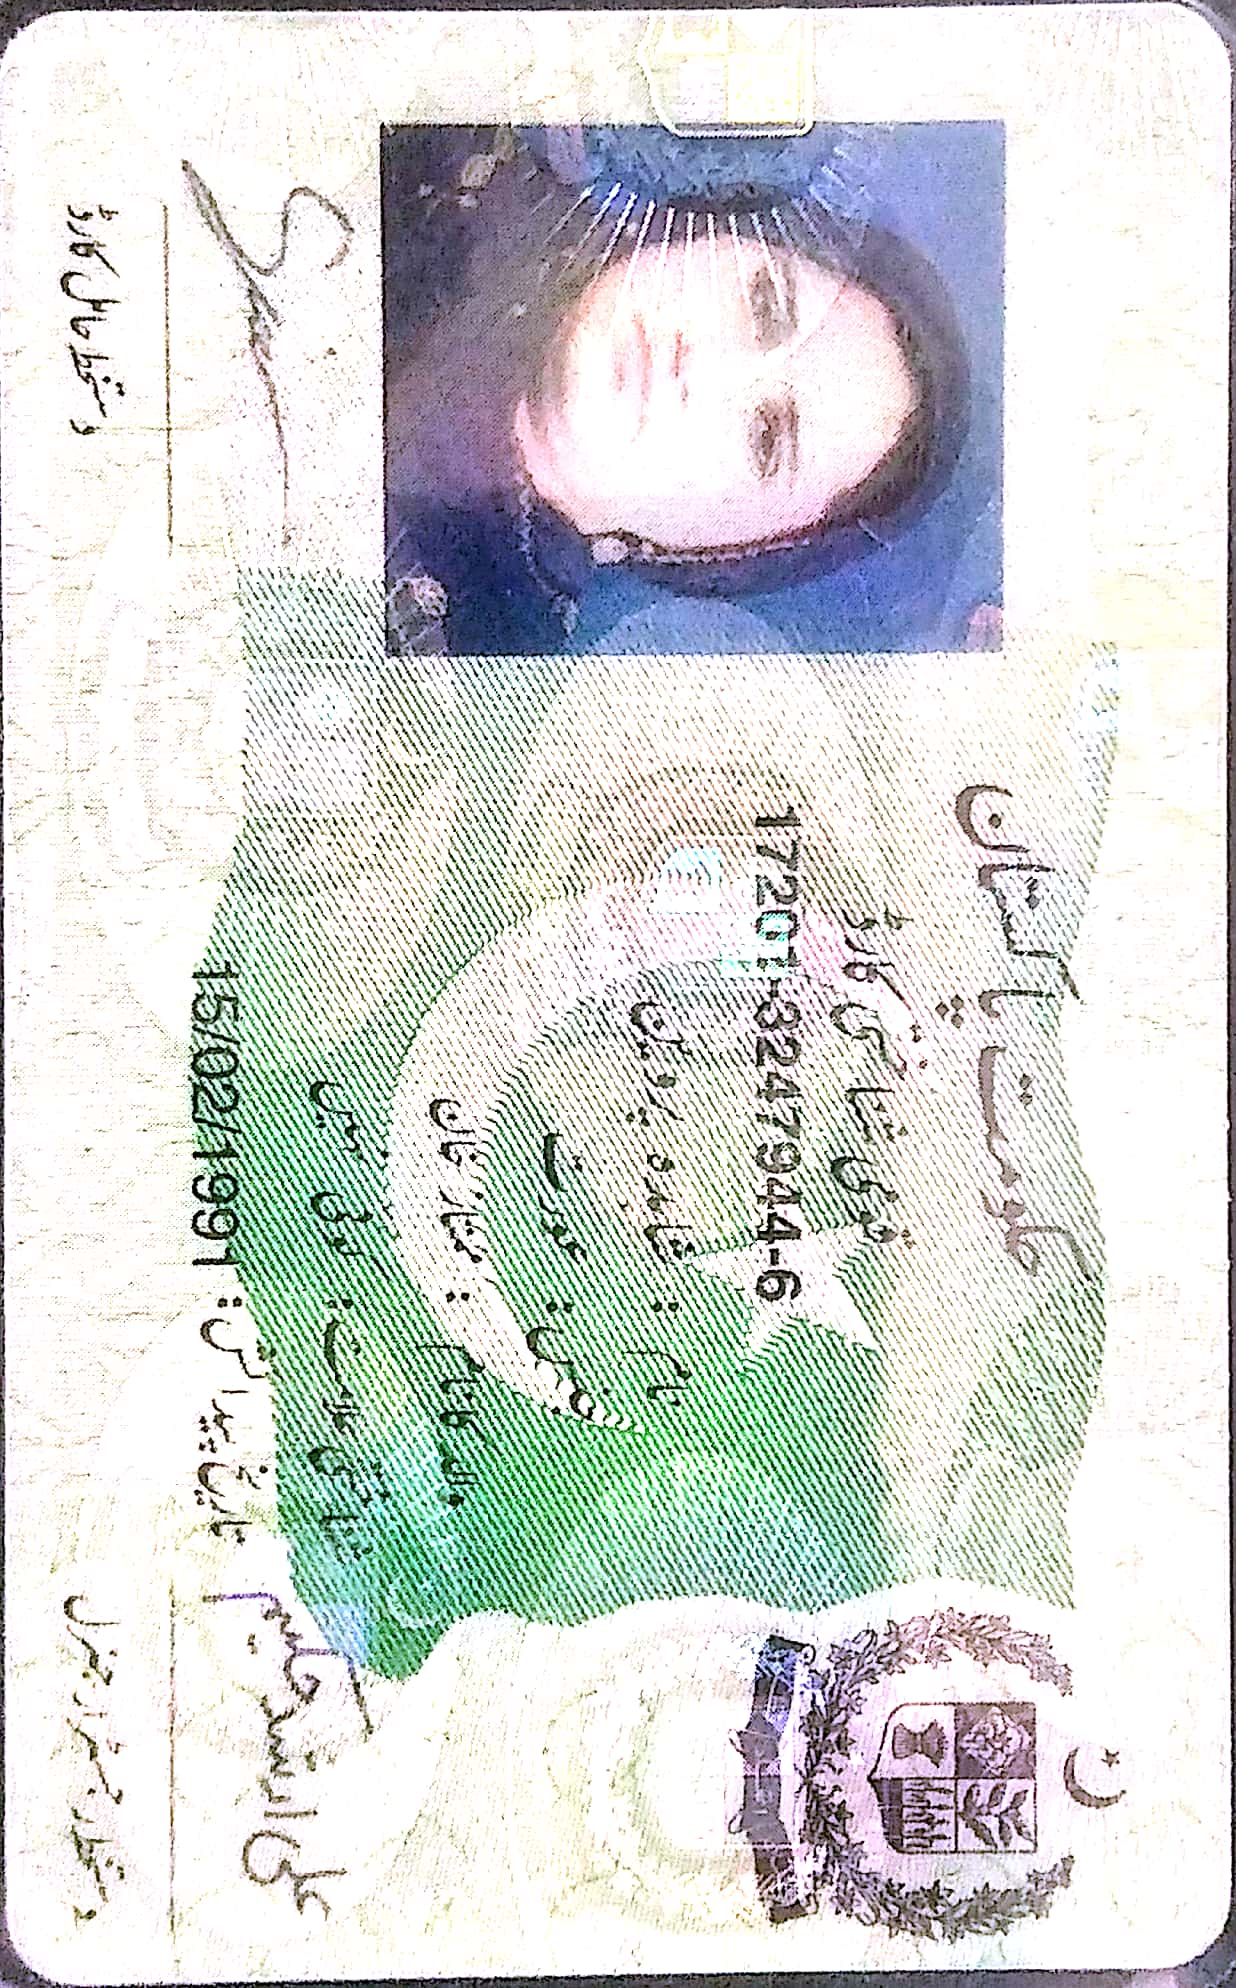 حکومت پاکستان
قومی شناختی کارڈ
17201-3247944-6
نام : شاہدہ پروین
جنس : عورت
والد کا نام : ممتاز خان
شناختی علامت : کوئی نہیں
تاریخ پیدائش : 15/02/1991
علی ارشد حکیم
دستخط حامل کارڈ
دستخط رجسٹرار جنرل